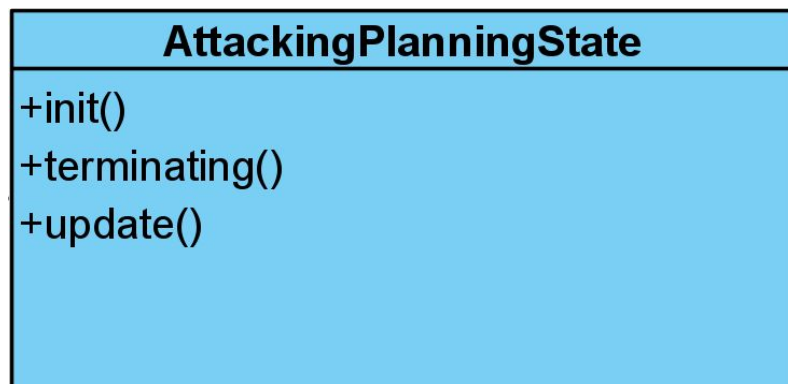 AttackingPlanningState
+init()
+terminating()
+update()